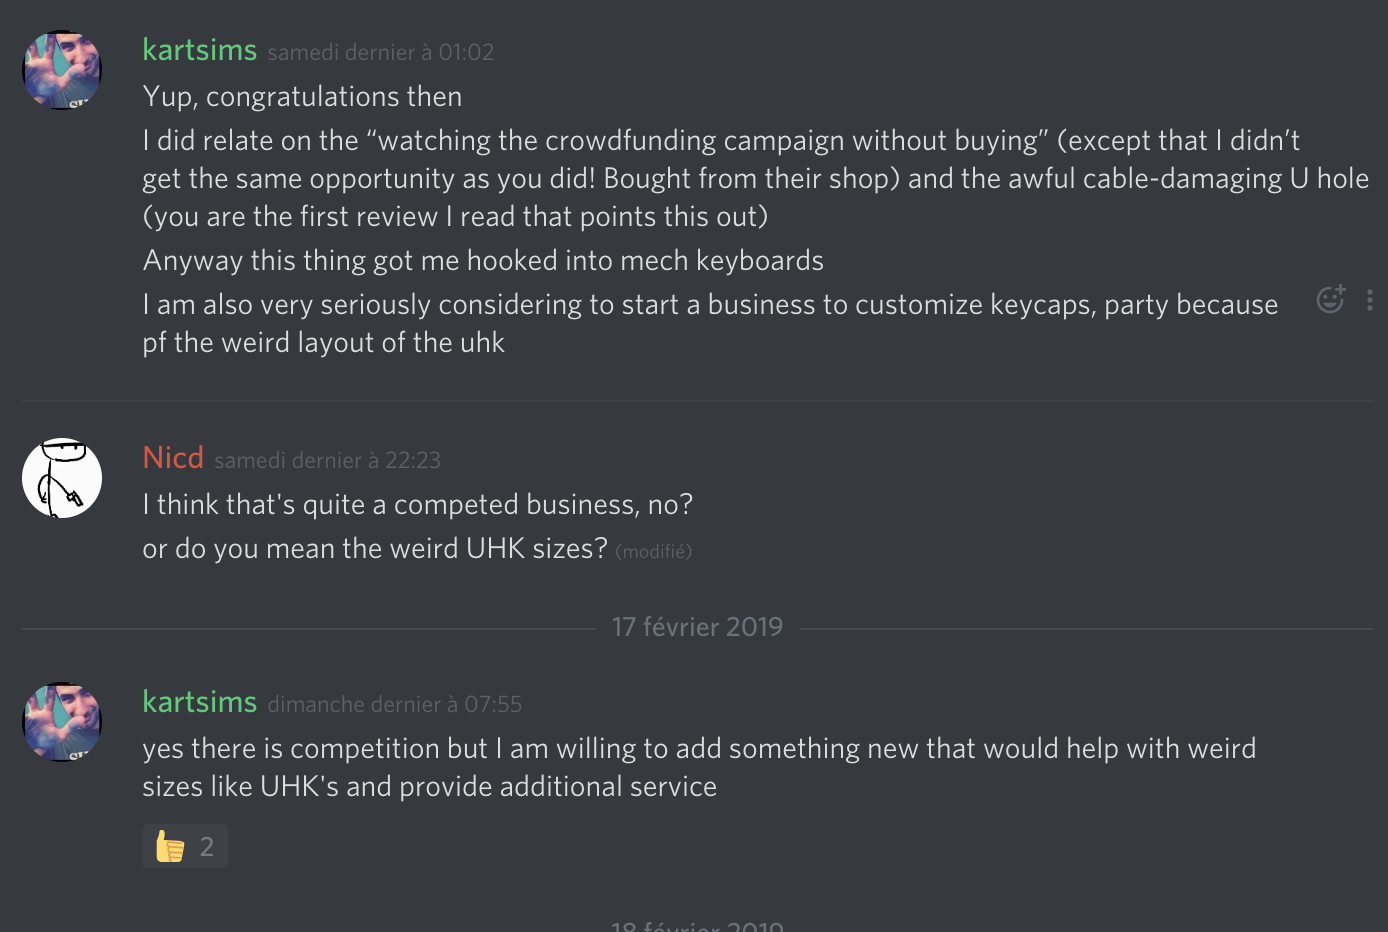 kartsims samedi dernier à 01:02
Yup, congratulations then
I did relate on the “watching the crowdfunding campaign without buying” (except that I didn’t
get the same opportunity as you did! Bought from their shop) and the awful cable-damaging U hole
(you are the first review I read that points this out)
Anyway this thing got me hooked into mech keyboards
I am also very seriously considering to start a business to customize keycaps, party because
pf the weird layout of the uhk
Nicd samedi dernier à 22:23
I think that's quite a competed business, no?
or do you mean the weird UHK sizes? (modifié)
17 février 2019
kartsims dimanche dernier à 07:55
yes there is competition but I am willing to add something new that would help with weird
sizes like UHK's and provide additional service
2
18 février 2019